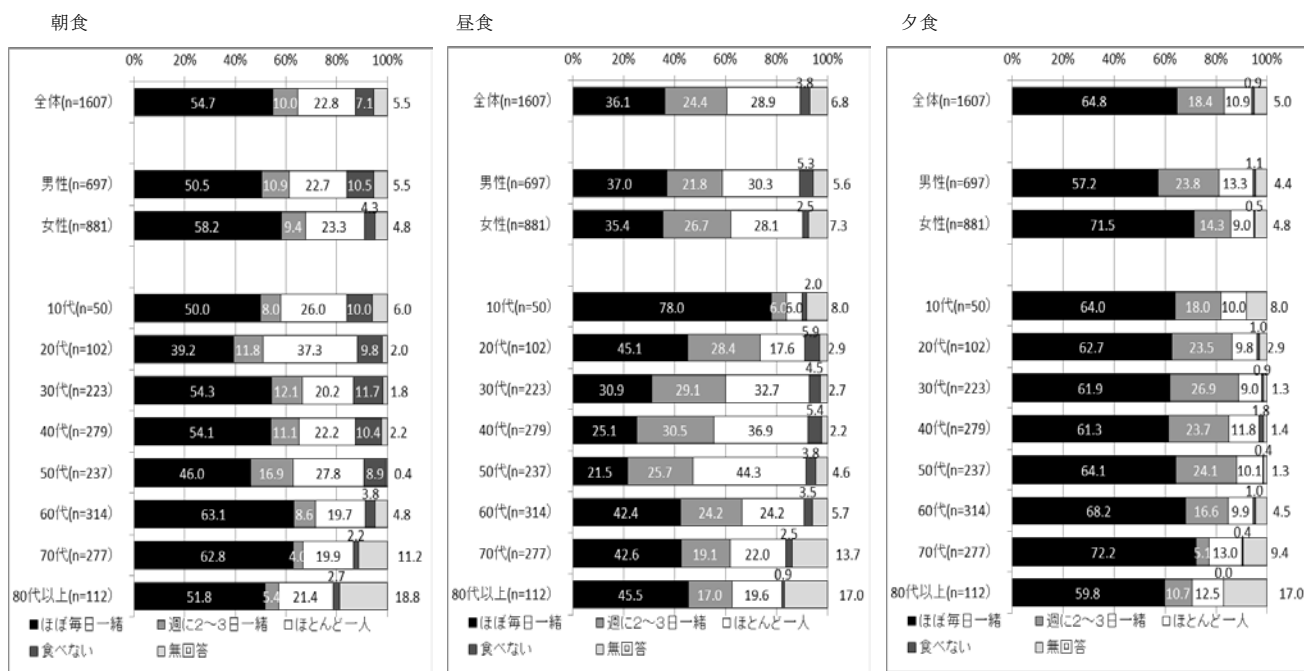 朝食
0% 20% 40% 60% 80% 100%
全体(n=1607) 54.7 10.0 22.8 7.1 5.5
男性(n=697) 50.5 10.9 22.7 10.5 5.5
4.3
女性(n=881) 58.2 9.4 23.3 4.8
10代(n=50) 50.0 8.0 26.0 10.0 6.0
20代(n=102) 39.2 11.8 37.3 9.8 2.0
30代(n=223) 54.3 12.1 20.2 11.7 1.8
40代(n=279) 54.1 11.1 22.2 10.4 2.2
50代(n=237) 46.0 16.9 27.8 8.9 0.4
3.8
60代(n=314) 63.1 8.6 19.7 4.8
2.2
70代(n=277) 62.8 4.0 19.9 11.2
2.7
80代以上(n=112) 51.8 5.4 21.4 18.8
■ほぼ毎日一緒 ■週に2～3日一緒 □ほとんど一人
■食べない □無回答
昼食
0% 20% 40% 60% 80% 100%
3.8
全体(n=1607) 36.1 24.4 28.9 6.8
5.3
男性(n=697) 37.0 21.8 30.3 5.6
2.5
女性(n=881) 35.4 26.7 28.1 7.3
2.0
10代(n=50) 78.0 6.0 6.0 8.0
5.9
20代(n=102) 45.1 28.4 17.6 2.9
4.5
30代(n=223) 30.9 29.1 32.7 2.7
5.4
40代(n=279) 25.1 30.5 36.9 2.2
3.8
50代(n=237) 21.5 25.7 44.3 4.6
3.5
60代(n=314) 42.4 24.2 24.2 5.7
2.5
70代(n=277) 42.6 19.1 22.0 13.7
0.9
80代以上(n=112) 45.5 17.0 19.6 17.0
■ほぼ毎日一緒 ■週に2～3日一緒 □ほとんど一人
■食べない □無回答
夕食
0% 20% 40% 60% 80% 100%
0.9
全体(n=1607) 64.8 18.4 10.9 5.0
1.1
男性(n=697) 57.2 23.8 13.3 4.4
0.5
女性(n=881) 71.5 14.3 9.0 4.8
10代(n=50) 64.0 18.0 10.0 8.0
1.0
20代(n=102) 62.7 23.5 9.8 2.9
0.9
30代(n=223) 61.9 26.9 9.0 1.3
1.8
40代(n=279) 61.3 23.7 11.8 1.4
0.4
50代(n=237) 64.1 24.1 10.1 1.3
1.0
60代(n=314) 68.2 16.6 9.9 4.5
0.4
70代(n=277) 72.2 5.1 13.0 9.4
0.0
80代以上(n=112) 59.8 10.7 12.5 17.0
■ほぼ毎日一緒 ■週に2～3日一緒 □ほとんど一人
■食べない □無回答